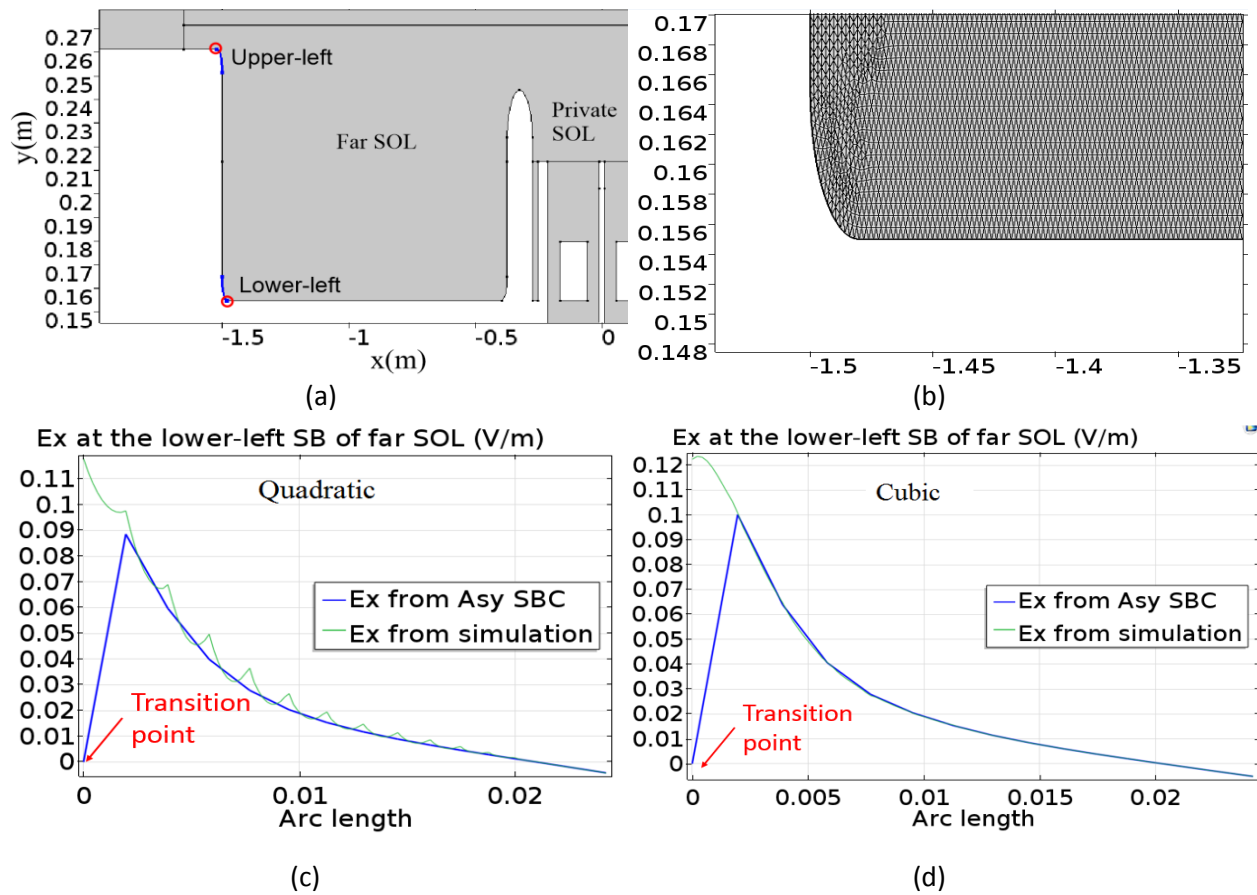 0.27
0.26
0.24
0.23
0.22
0.2
0.19
0.18
0.17
0.16
0.15
y(m)
Upper-left
Far SOL
Private
SOL
Lower-left
-1.5
-1
-0.5
0
x(m)
(a)
0.17
0.168
0.166
0.164
0.162
0.16
0.158
0.156
0.154
0.152
0.15
0.148
-1.5
-1.45
-1.4
-1.35
(b)
Ex at the lower-left SB of far SOL (V/m)
0.11
0.1
0.09
0.08
0.07
0.06
0.05
0.04
0.03
0.02
0.01
0
Quadratic
Ex from Asy SBC
Ex from simulation
Transition
point
0
0.01
0.02
Arc length
(c)
Ex at the lower-left SB of far SOL (V/m)
0.12
0.11
0.1
0.09
0.08
0.07
0.06
0.05
0.04
0.03
0.02
0.01
0
Cubic
Ex from Asy SBC
Ex from simulation
Transition
point
0
0.005
0.01
0.015
0.02
Arc length
(d)